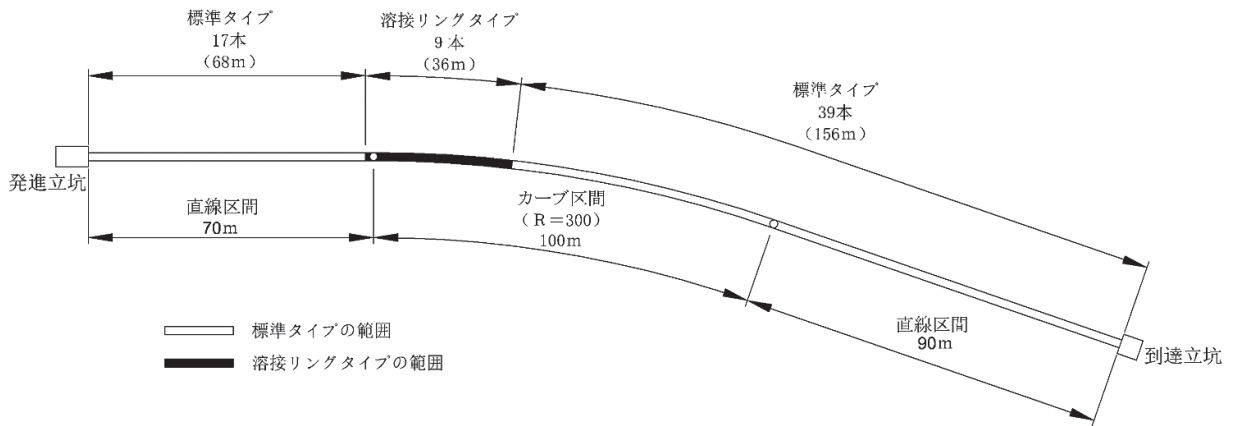 標準タイプ
17本
(68m)
溶接リングタイプ
9本
(36m)
標準タイプ
39本
(156m)
発進立坑
直線区間
70m
カーブ区間
(R=300)
100m
直線区間
90m
到達立坑
標準タイプの範囲
溶接リングタイプの範囲